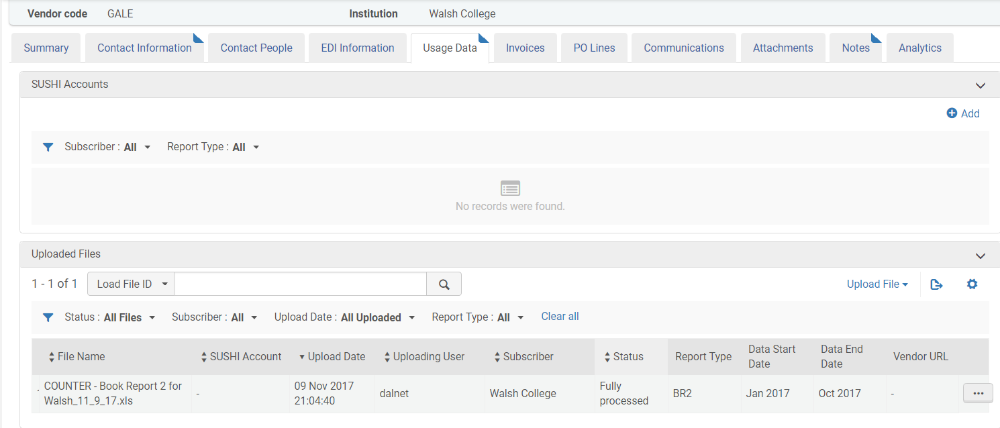 Vendor code GALE Institution Walsh College
Summary Contact Information Contact People EDI Information Usage Data Invoices PO Lines Communications Attachments Notes Analytics
SUSHI Accounts
Add
Subscriber : All Report Type : All
No records were found.
Uploaded Files
1 - 1 of 1 Load File ID Upload File
Status : All Files Subscriber : All Upload Date : All Uploaded Report Type : All Clear all
File Name SUSHI Account Upload Date Uploading User Subscriber Status Report Type Data Start Date Data End Date Vendor URL
COUNTER - Book Report 2 for Walsh_11_9_17.xls - 09 Nov 2017 21:04:40 dalnet Walsh College Fully processed BR2 Jan 2017 Oct 2017 - ...